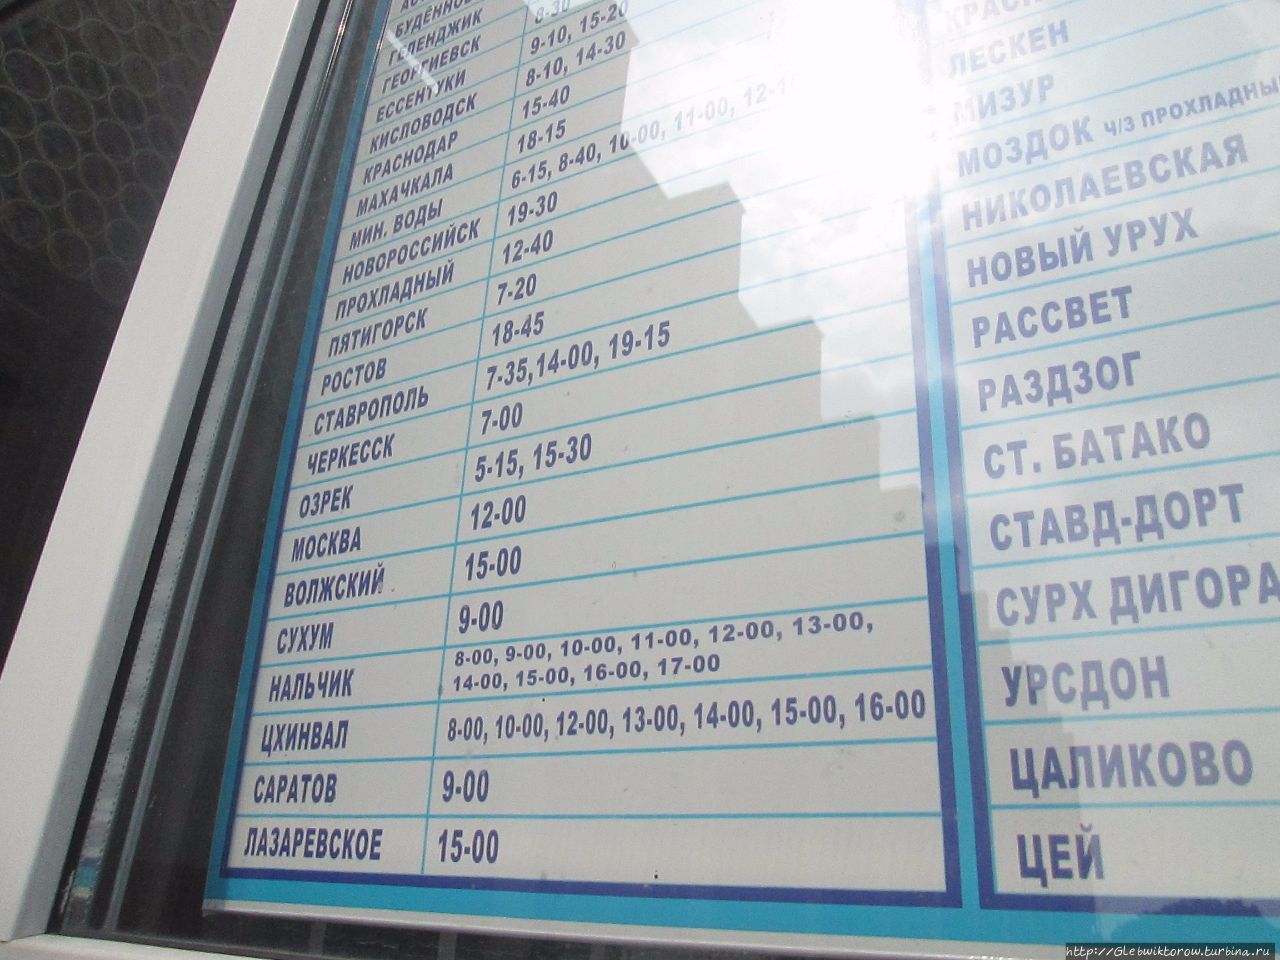 ГЕЛЕНДЖИК
ГЕОРГИЕВСК 8-30
ЕССЕНТУКИ 9-10, 15-20
КИСЛОВОДСК 8-10, 14-30
КРАСНОДАР 15-40
МАХАЧКАЛА 18-15
МИН. ВОДЫ 6-15, 8-40, 10-00, 11-00,
НОВОРОССИЙСК 19-30
ПРОХЛАДНЫЙ 12-40
ПЯТИГОРСК 7-20
РОСТОВ 18-45
СТАВРОПОЛЬ 7-35,14-00, 19-15
ЧЕРКЕССК 7-00
ОЗРЕК 5-15, 15-30
МОСКВА 12-00
ВОЛЖСКИЙ 15-00
СУХУМ 9-00
НАЛЬЧИК 8-00, 9-00, 10-00, 11-00, 12-00, 13-00,
14-00, 15-00, 16-00, 17-00
ЦХИНВАЛ 8-00, 10-00, 12-00, 13-00, 14-00, 15-00, 16-00
САРАТОВ 9-00
ЛАЗАРЕВСКОЕ 15-00
ЛЕСКЕН
МИЗУР
МОЗДОК Ч/З ПРОХЛАДНЫ
НИКОЛАЕВСКАЯ
НОВЫЙ УРУХ
РАССВЕТ
РАЗДЗОГ
СТ. БАТАКО
СТАВД-ДОРТ
СУРХ ДИГОРА
УРСДОН
ЦАЛИКОВО
ЦЕЙ
http://Glebwiktorow.turbina.ru